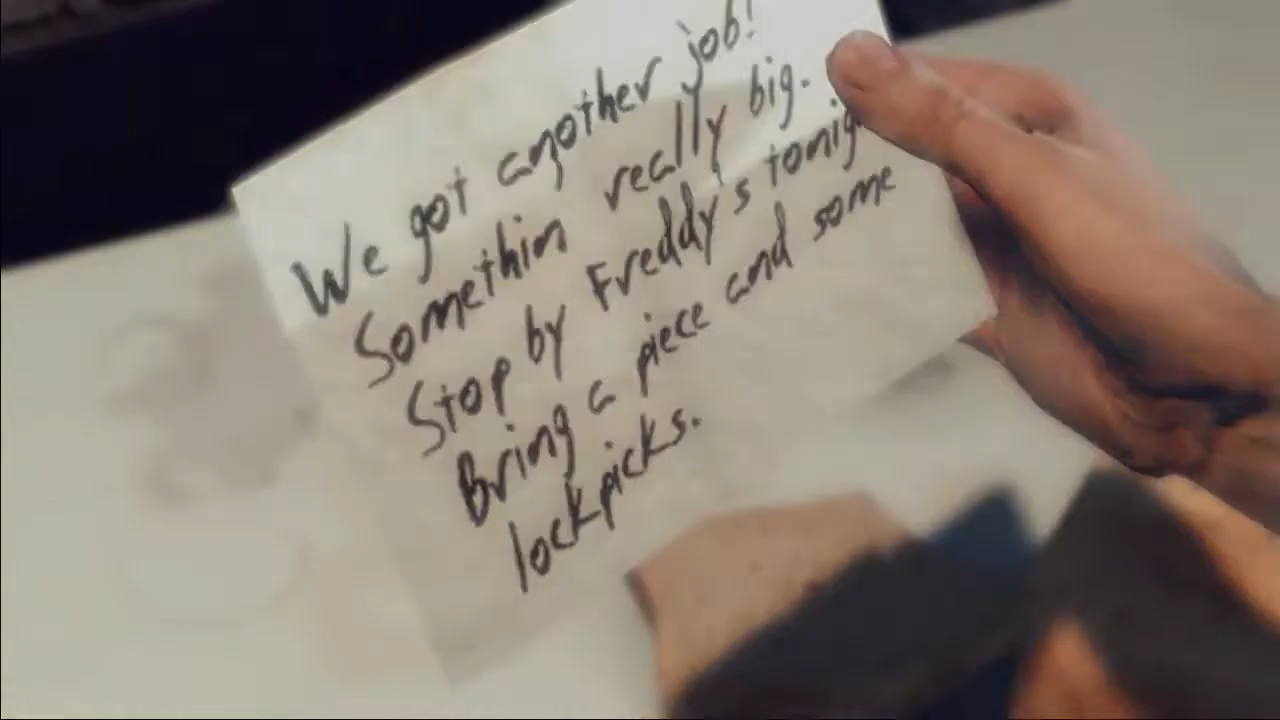 We got another job!
Somethin really big.
Stop by Freddy's
Bring a piece and some
lockpicks.